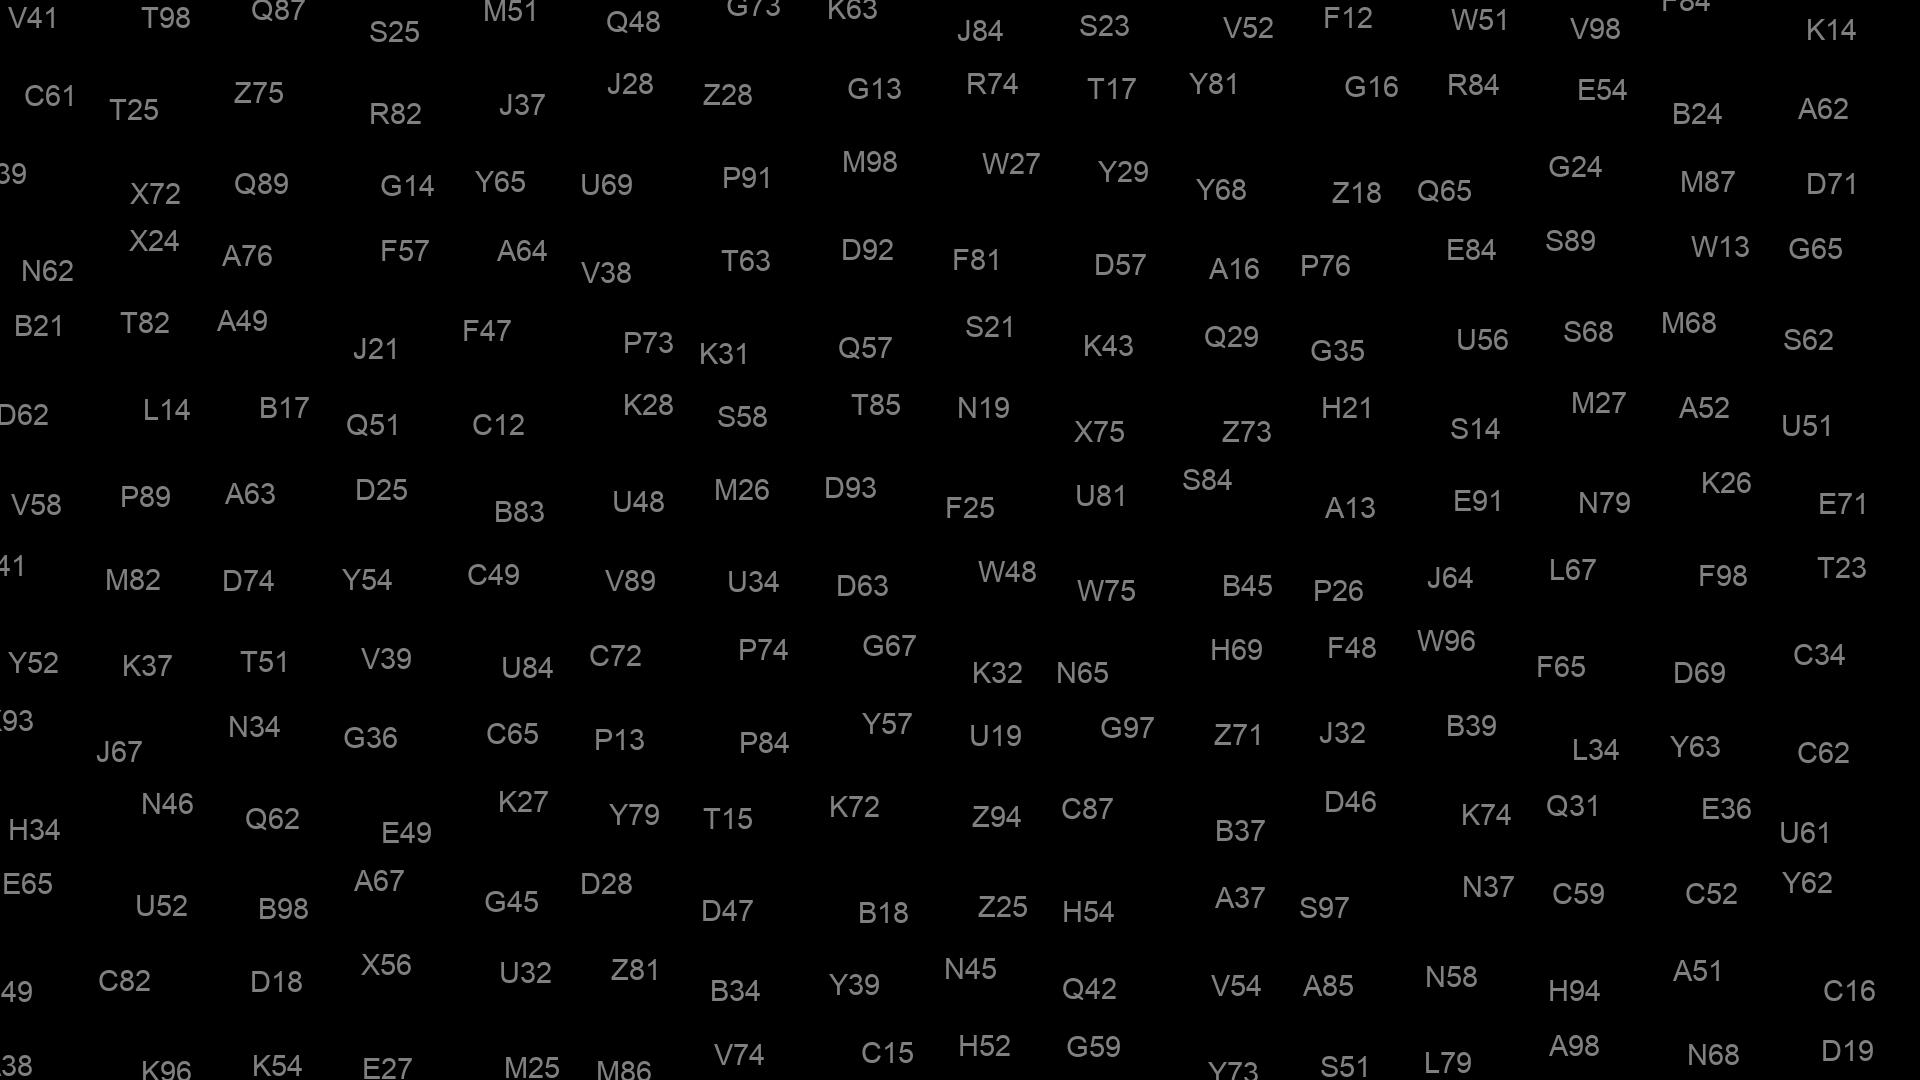 V41 T98 Q87 S25 M51 Q48 G73 K63 J84 S23 V52 F12 W51 V98 F84 K14
C61 T25 Z75 R82 J37 J28 Z28 G13 R74 T17 Y81 G16 R84 E54 B24 A62
39 X72 Q89 G14 Y65 U69 P91 M98 W27 Y29 Y68 Z18 Q65 G24 M87 D71
N62 X24 A76 F57 A64 V38 T63 D92 F81 D57 A16 P76 E84 S89 W13 G65
B21 T82 A49 J21 F47 P73 K31 Q57 S21 K43 Q29 G35 U56 S68 M68 S62
D62 L14 B17 Q51 C12 K28 S58 T85 N19 X75 Z73 H21 S14 M27 A52 U51
V58 P89 A63 D25 B83 U48 M26 D93 F25 U81 S84 A13 E91 N79 K26 E71
41 M82 D74 Y54 C49 V89 U34 D63 W48 W75 B45 P26 J64 L67 F98 T23
Y52 K37 T51 V39 U84 C72 P74 G67 K32 N65 H69 F48 W96 F65 D69 C34
93 J67 N34 G36 C65 P13 P84 Y57 U19 G97 Z71 J32 B39 L34 Y63 C62
H34 N46 Q62 E49 K27 Y79 T15 K72 Z94 C87 B37 D46 K74 Q31 E36 U61
E65 U52 B98 A67 G45 D28 D47 B18 Z25 H54 A37 S97 N37 C59 C52 Y62
49 C82 D18 X56 U32 Z81 B34 Y39 N45 Q42 V54 A85 N58 H94 A51 C16
38 K96 K54 E27 M25 M86 V74 C15 H52 G59 Y73 S51 L79 A98 N68 D19